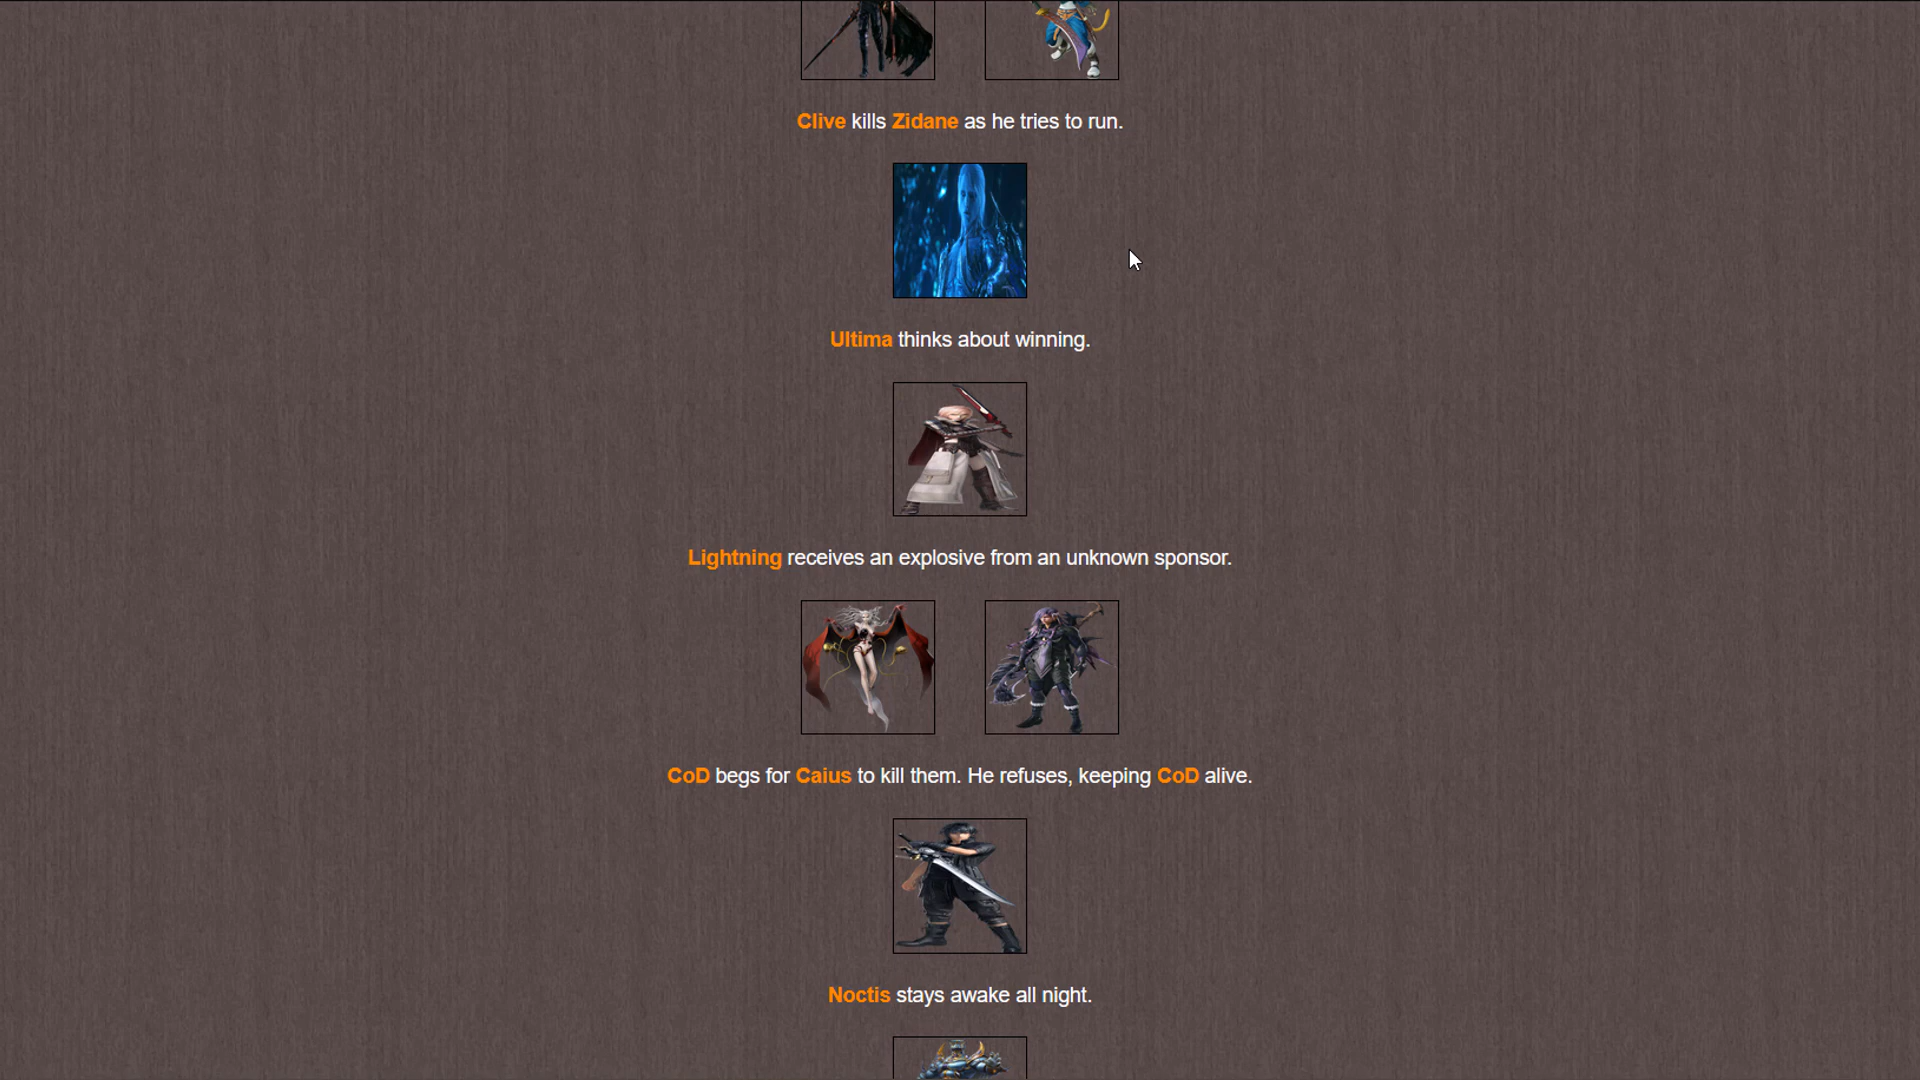 Clive kills Zidane as he tries to run.
Ultima thinks about winning.
Lightning receives an explosive from an unknown sponsor.
CoD begs for Caius to kill them. He refuses, keeping CoD alive.
Noctis stays awake all night.